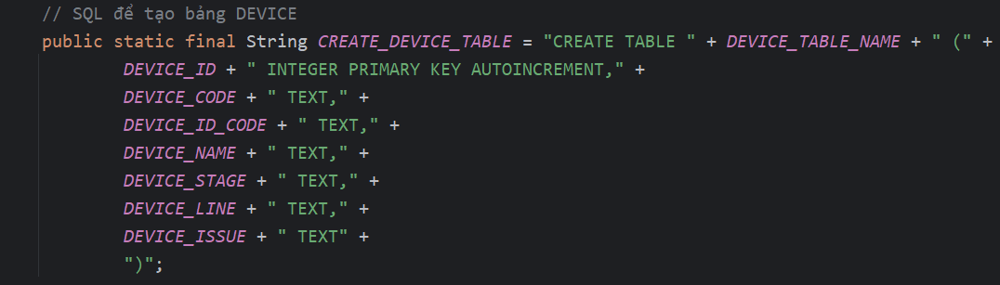 // SQL để tạo bảng DEVICE
public static final String CREATE_DEVICE_TABLE = "CREATE TABLE " + DEVICE_TABLE_NAME + " (" +
DEVICE_ID + " INTEGER PRIMARY KEY AUTOINCREMENT," +
DEVICE_CODE + " TEXT," +
DEVICE_ID_CODE + " TEXT," +
DEVICE_NAME + " TEXT," +
DEVICE_STAGE + " TEXT," +
DEVICE_LINE + " TEXT," +
DEVICE_ISSUE + " TEXT" +
")";